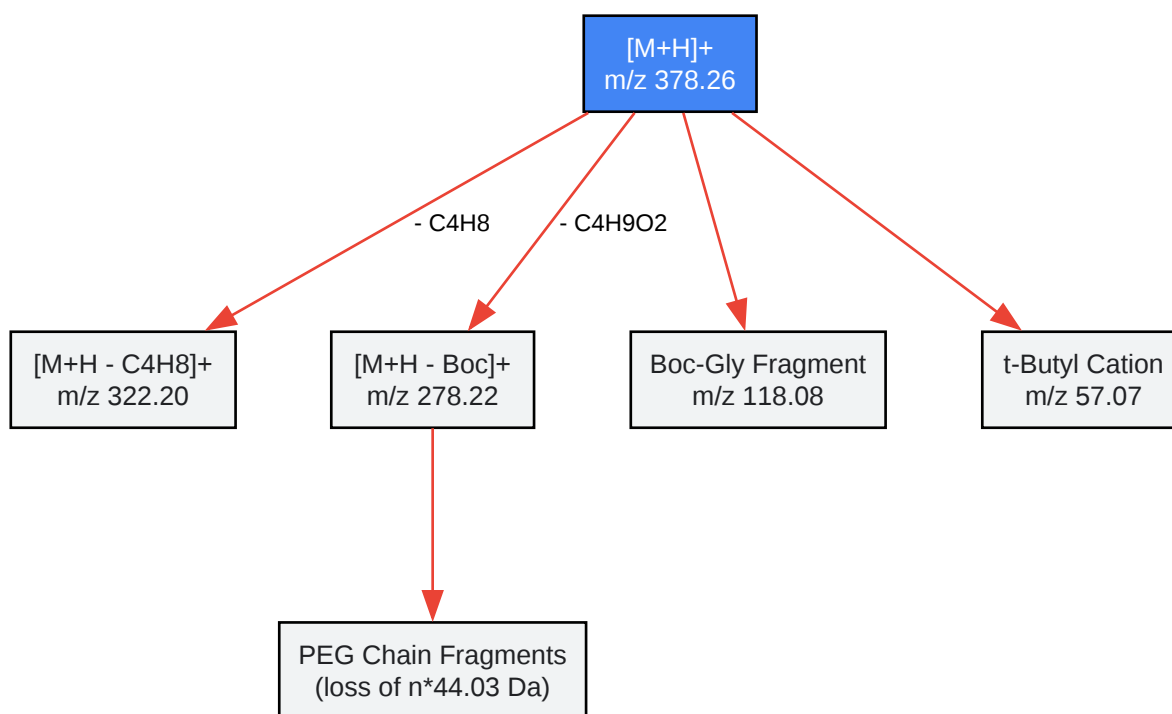 [M+H]+
m/z 378.26
- C4H8
- C4H9O2
[M+H - C4H8]+
m/z 322.20
[M+H - Boc]+
m/z 278.22
Boc-Gly Fragment
m/z 118.08
t-Butyl Cation
m/z 57.07
PEG Chain Fragments
(loss of n*44.03 Da)